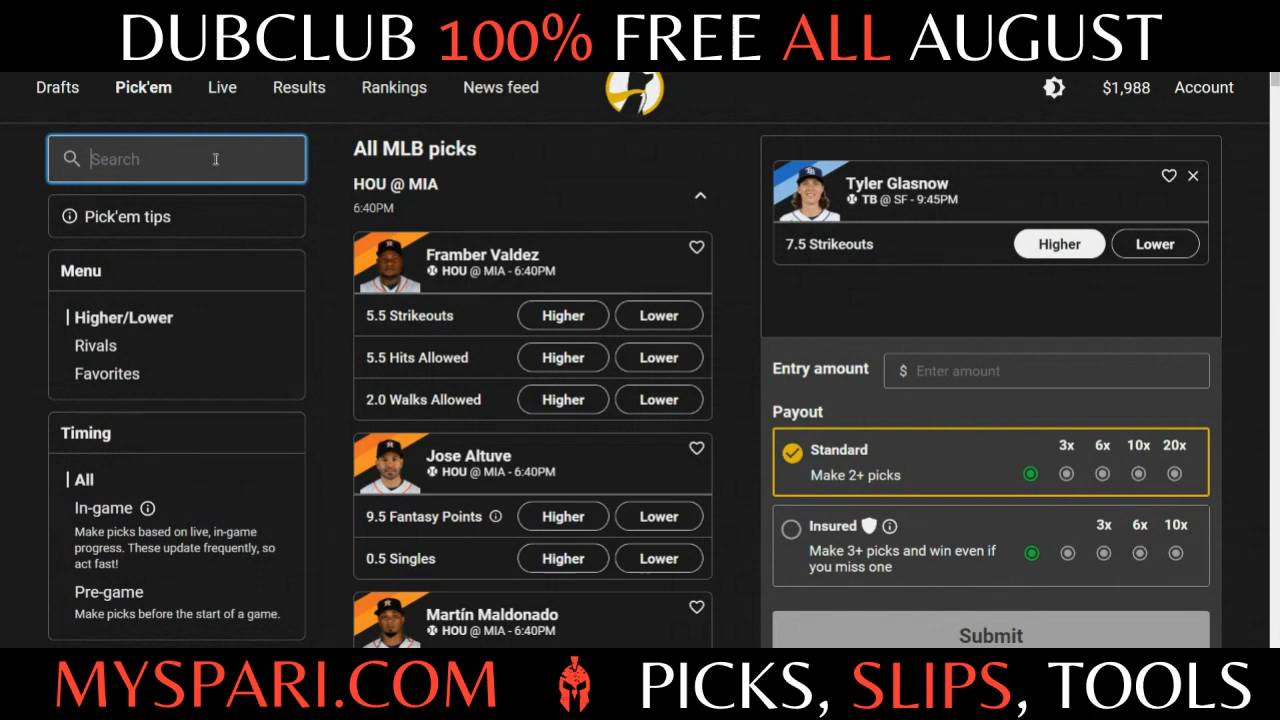 DUBCLUB 100% FREE ALL AUGUST
Drafts Pick'em Live Results Rankings News feed $1,988 Account
Search
Pick'em tips
Menu
Higher/Lower
Rivals
Favorites
Timing
All
In-game
Make picks based on live, in-game
progress. These update frequently, so
act fast!
Pre-game
Make picks before the start of a game.
All MLB picks
HOU @ MIA
6:40PM
Framber Valdez
HOU @ MIA - 6:40PM
5.5 Strikeouts Higher Lower
5.5 Hits Allowed Higher Lower
2.0 Walks Allowed Higher Lower
Jose Altuve
HOU @ MIA - 6:40PM
9.5 Fantasy Points Higher Lower
0.5 Singles Higher Lower
Martín Maldonado
HOU @ MIA - 6:40PM
Tyler Glasnow
TB @ SF - 9:45PM
7.5 Strikeouts Higher Lower
Entry amount $ Enter amount
Payout
Standard 3x 6x 10x 20x
Make 2+ picks
Insured 3x 6x 10x
Make 3+ picks and win even if
you miss one
Submit
MYSPARI.COM PICKS, SLIPS, TOOLS